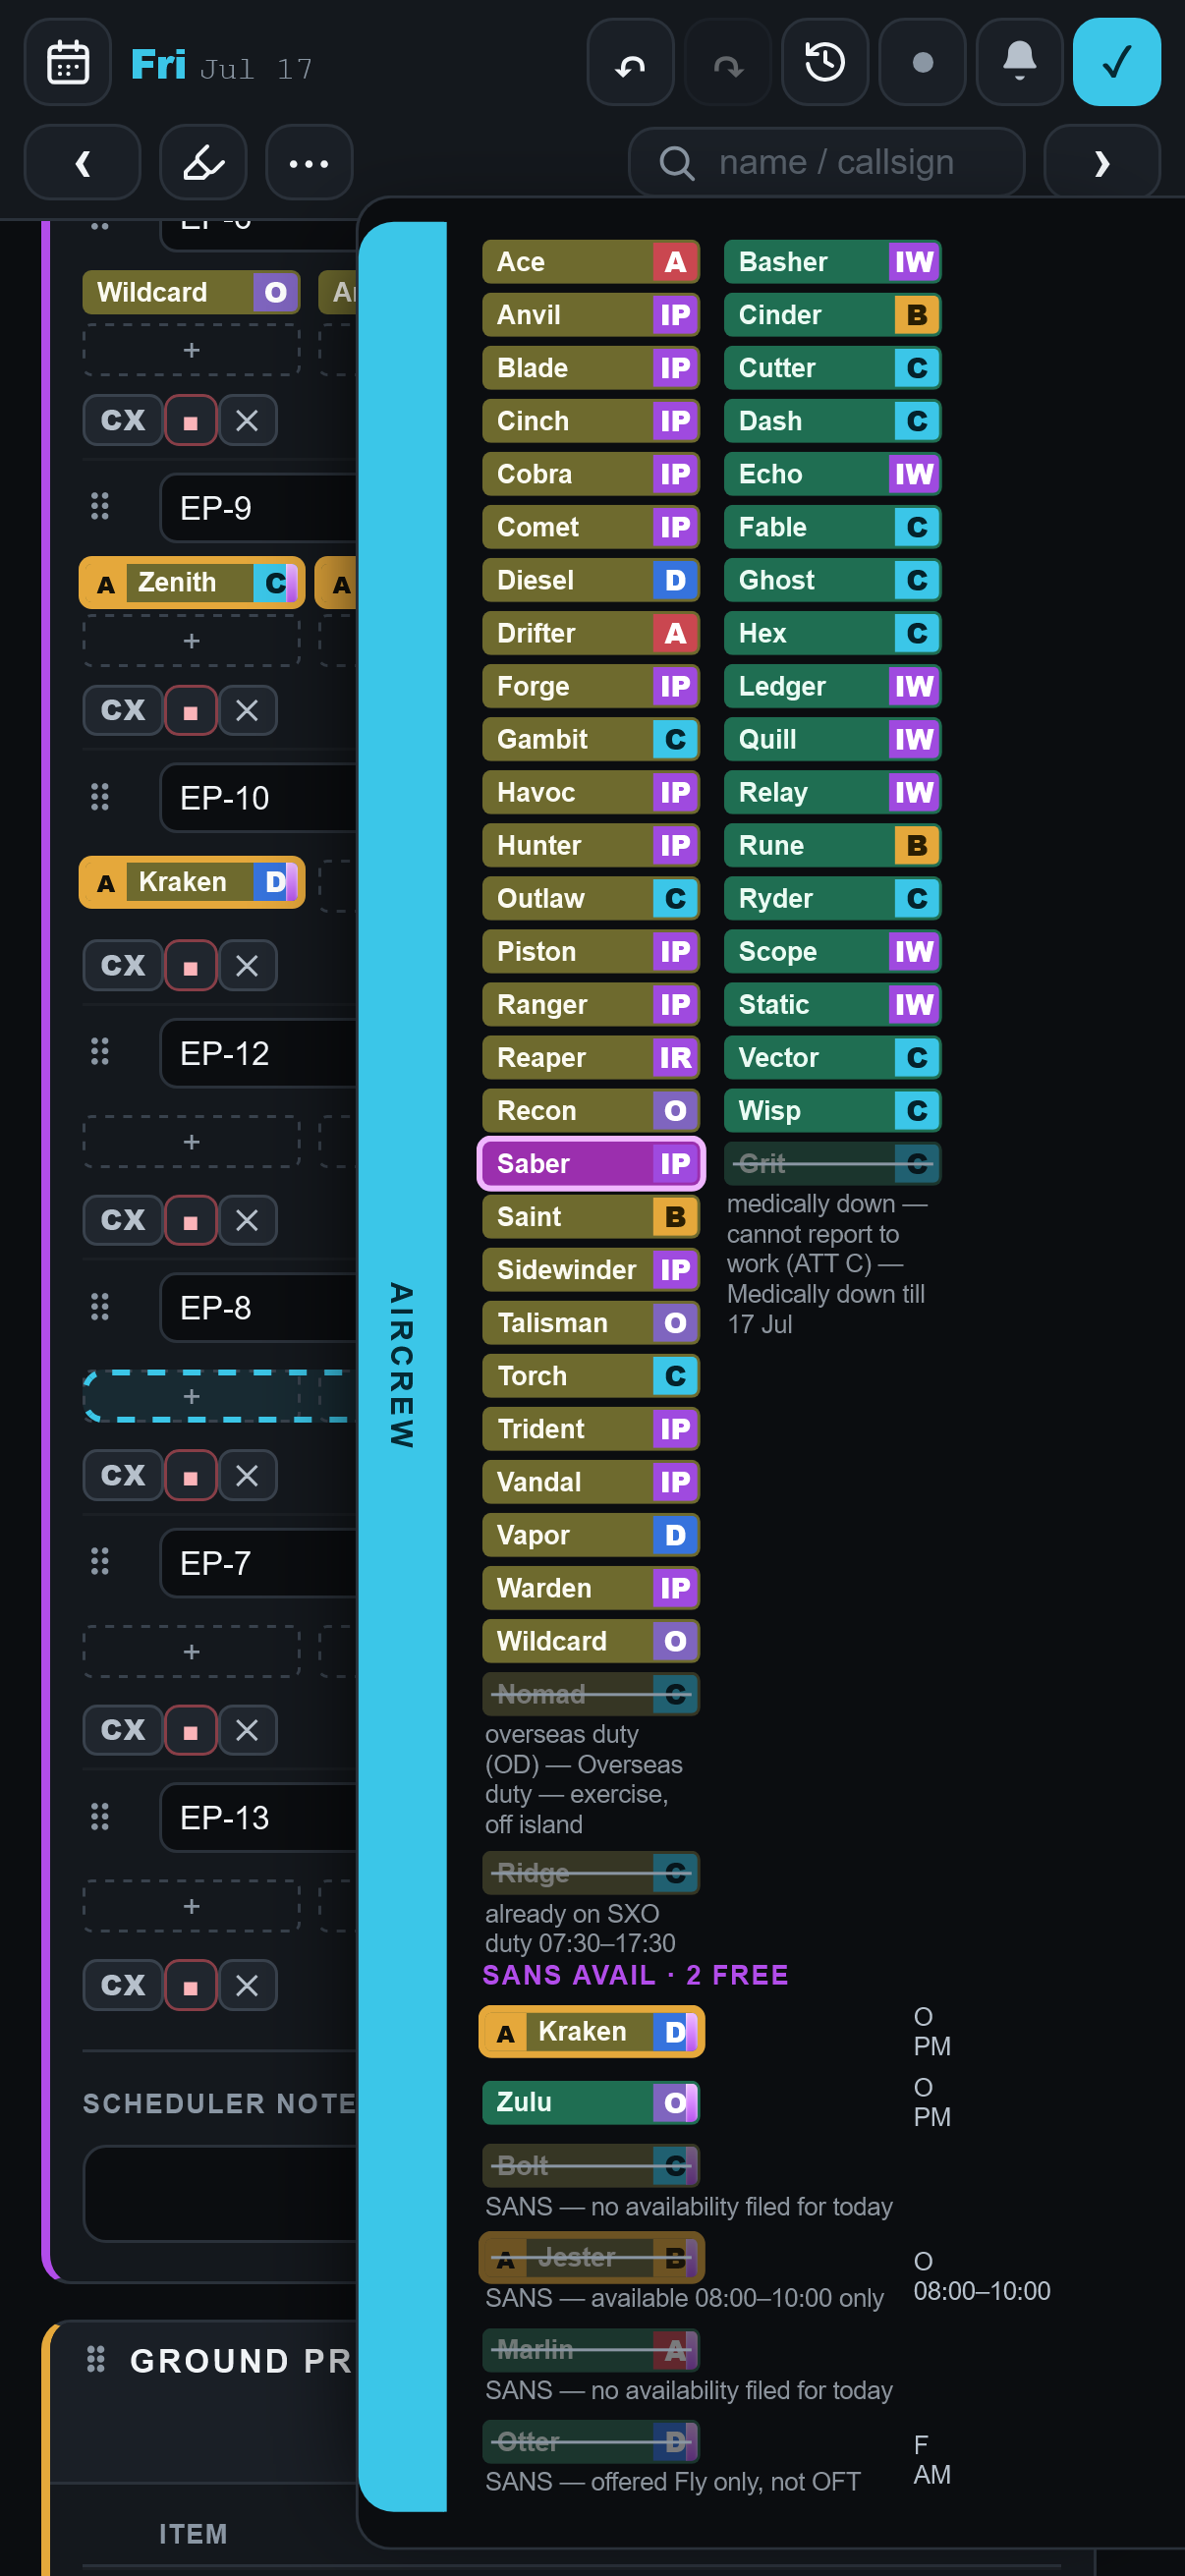 Fri Jul 17
name / callsign
Wildcard O
+
CX
EP-9
A Zenith C A
+
CX
EP-10
A Kraken D
CX
EP-12
+
CX
EP-8
+
CX
EP-7
+
CX
EP-13
+
CX
SCHEDULER NOTE
GROUND PR
ITEM
AIRCREW
Ace A
Anvil IP
Blade IP
Cinch IP
Cobra IP
Comet IP
Diesel D
Drifter A
Forge IP
Gambit C
Havoc IP
Hunter IP
Outlaw C
Piston IP
Ranger IP
Reaper IR
Recon O
Saber IP
Saint B
Sidewinder IP
Talisman O
Torch C
Trident IP
Vandal IP
Vapor D
Warden IP
Wildcard O
Nomad C
overseas duty
(OD) — Overseas
duty — exercise,
off island
Ridge C
already on SXO
duty 07:30–17:30
Basher IW
Cinder B
Cutter C
Dash C
Echo IW
Fable C
Ghost C
Hex C
Ledger IW
Quill IW
Relay IW
Rune B
Ryder C
Scope IW
Static IW
Vector C
Wisp C
Grit C
medically down —
cannot report to
work (ATT C) —
Medically down till
17 Jul
SANS AVAIL · 2 FREE
A Kraken D
O
PM
Zulu O
O
PM
Bolt C
SANS — no availability filed for today
A Jester B
SANS — available 08:00–10:00 only
O
08:00–10:00
Marlin A
SANS — no availability filed for today
Otter D
SANS — offered Fly only, not OFT
F
AM